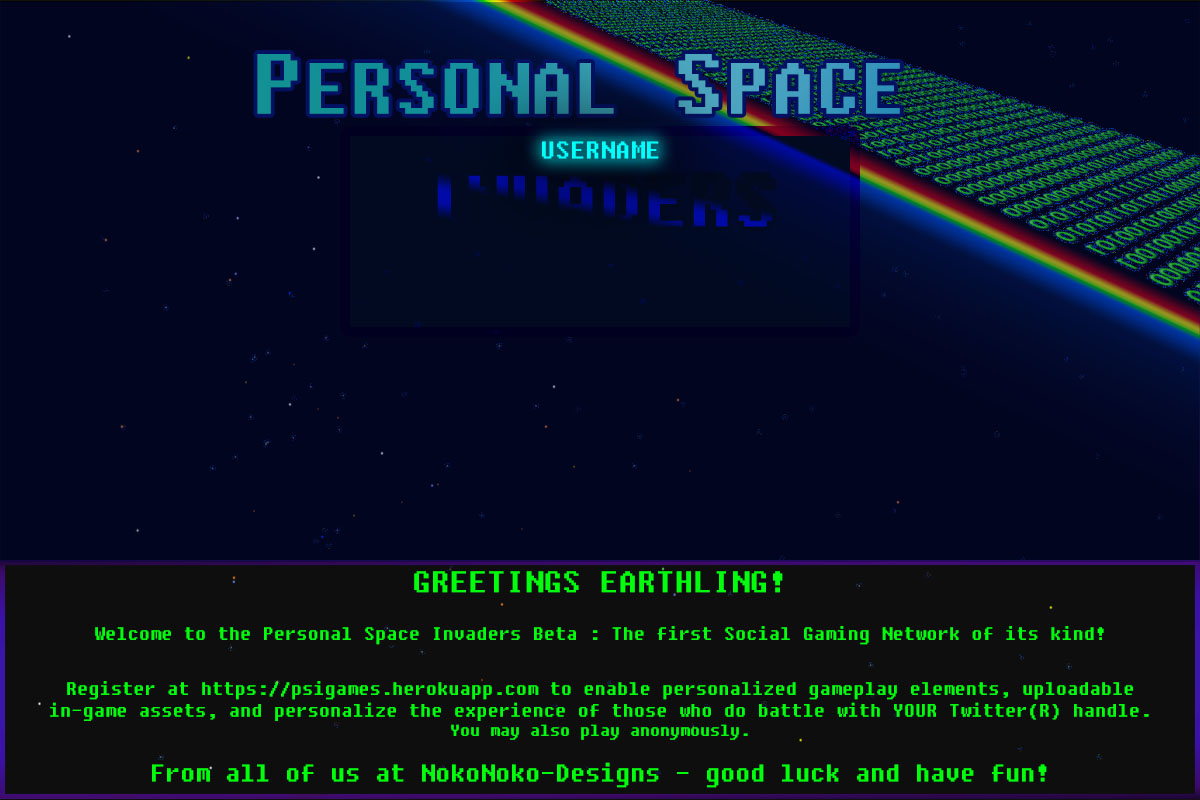 Personal Space
USERNAME
INVADERS
GREETINGS EARTHLING!
Welcome to the Personal Space Invaders Beta : The first Social Gaming Network of its kind!
Register at https://psigames.herokuapp.com to enable personalized gameplay elements, uploadable
in-game assets, and personalize the experience of those who do battle with YOUR Twitter(R) handle.
You may also play anonymously.
From all of us at NokoNoko-Designs - good luck and have fun!